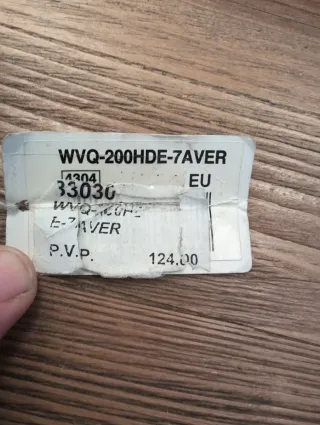 WVQ-200HDE-7AVER
4304 EU
33030
E-7AVER
P.V.P. 124,00